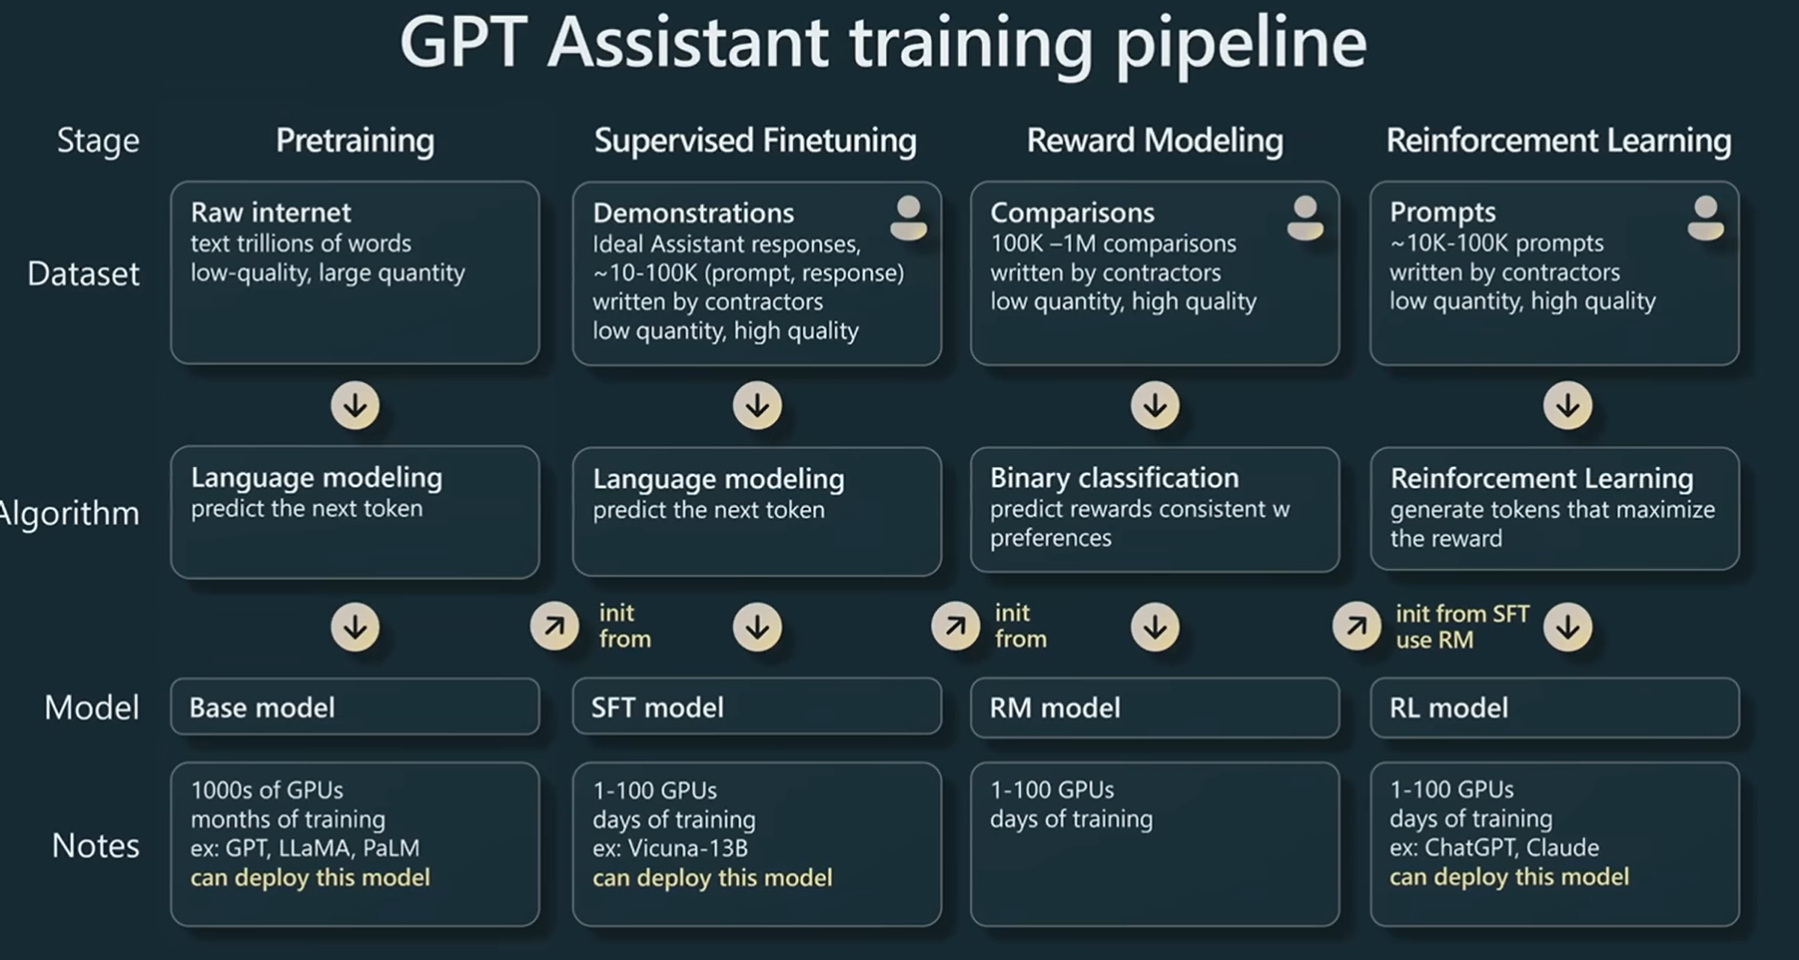 GPT Assistant training pipeline
Stage
Pretraining
Supervised Finetuning
Reward Modeling
Reinforcement Learning
Dataset
Raw internet
text trillions of words
low-quality, large quantity
Demonstrations
Ideal Assistant responses,
~10-100K (prompt, response)
written by contractors
low quantity, high quality
Comparisons
100K –1M comparisons
written by contractors
low quantity, high quality
Prompts
~10K-100K prompts
written by contractors
low quantity, high quality
Algorithm
Language modeling
predict the next token
Language modeling
predict the next token
Binary classification
predict rewards consistent w
preferences
Reinforcement Learning
generate tokens that maximize
the reward
init
from
init
from
init from SFT
use RM
Model
Base model
SFT model
RM model
RL model
Notes
1000s of GPUs
months of training
ex: GPT, LLaMA, PaLM
can deploy this model
1-100 GPUs
days of training
ex: Vicuna-13B
can deploy this model
1-100 GPUs
days of training
1-100 GPUs
days of training
ex: ChatGPT, Claude
can deploy this model